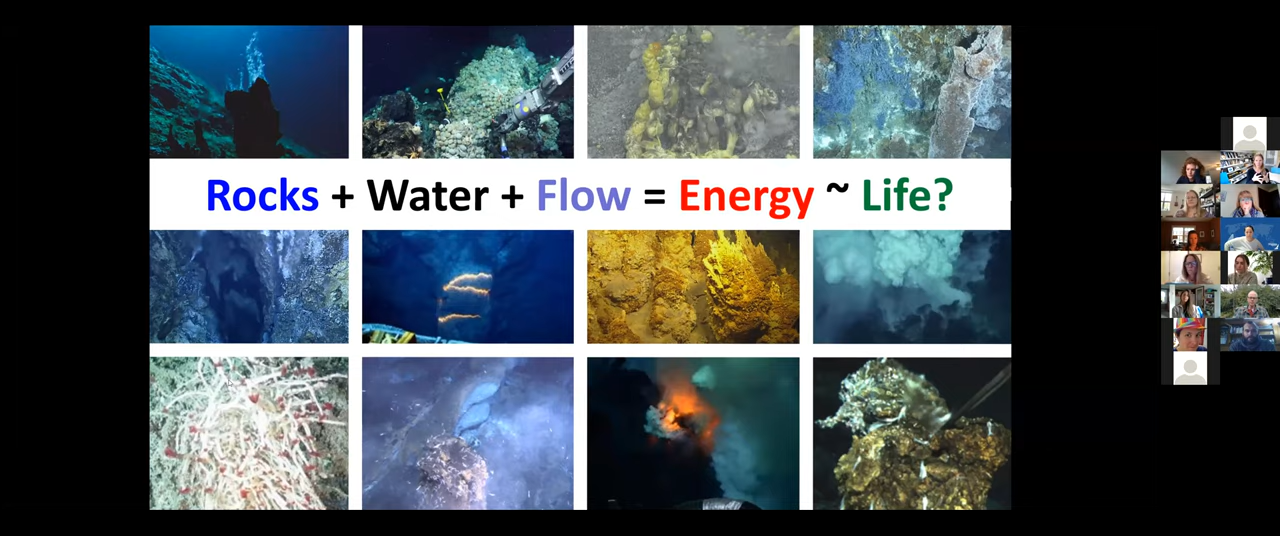 Rocks + Water + Flow = Energy ~ Life?